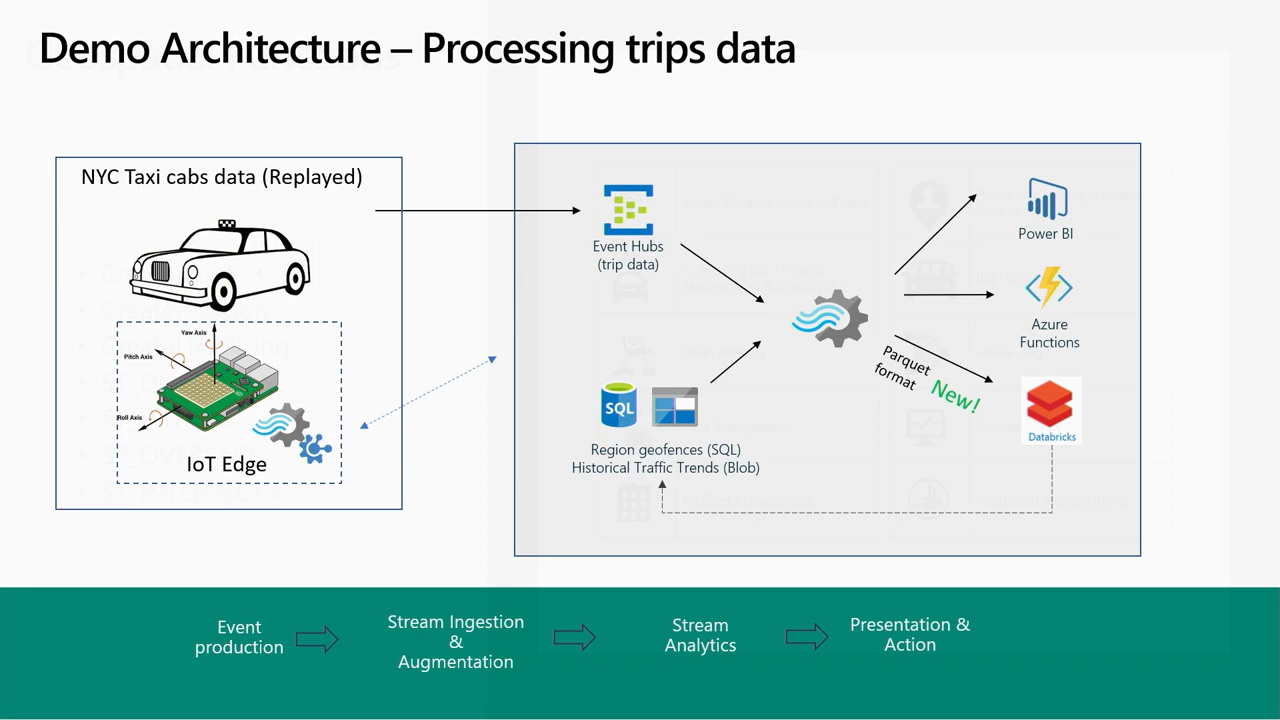 Demo Architecture – Processing trips data
NYC Taxi cabs data (Replayed)
Yaw Axis
Pitch Axis
Roll Axis
IoT Edge
Event Hubs
(trip data)
SQL
Region geofences (SQL)
Historical Traffic Trends (Blob)
Parquet
format
New!
Power BI
Azure
Functions
Databricks
Event
production
Stream Ingestion
&
Augmentation
Stream
Analytics
Presentation &
Action